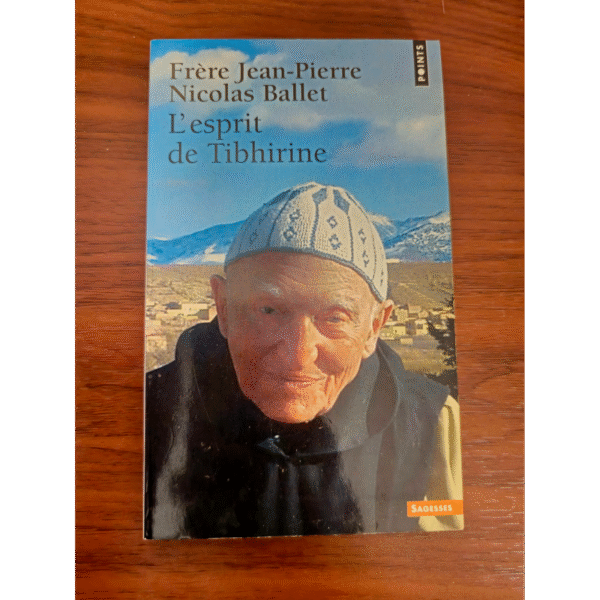 POINTS
Frère Jean-Pierre
Nicolas Ballet
L'esprit
de Tibhirine
SAGESSES